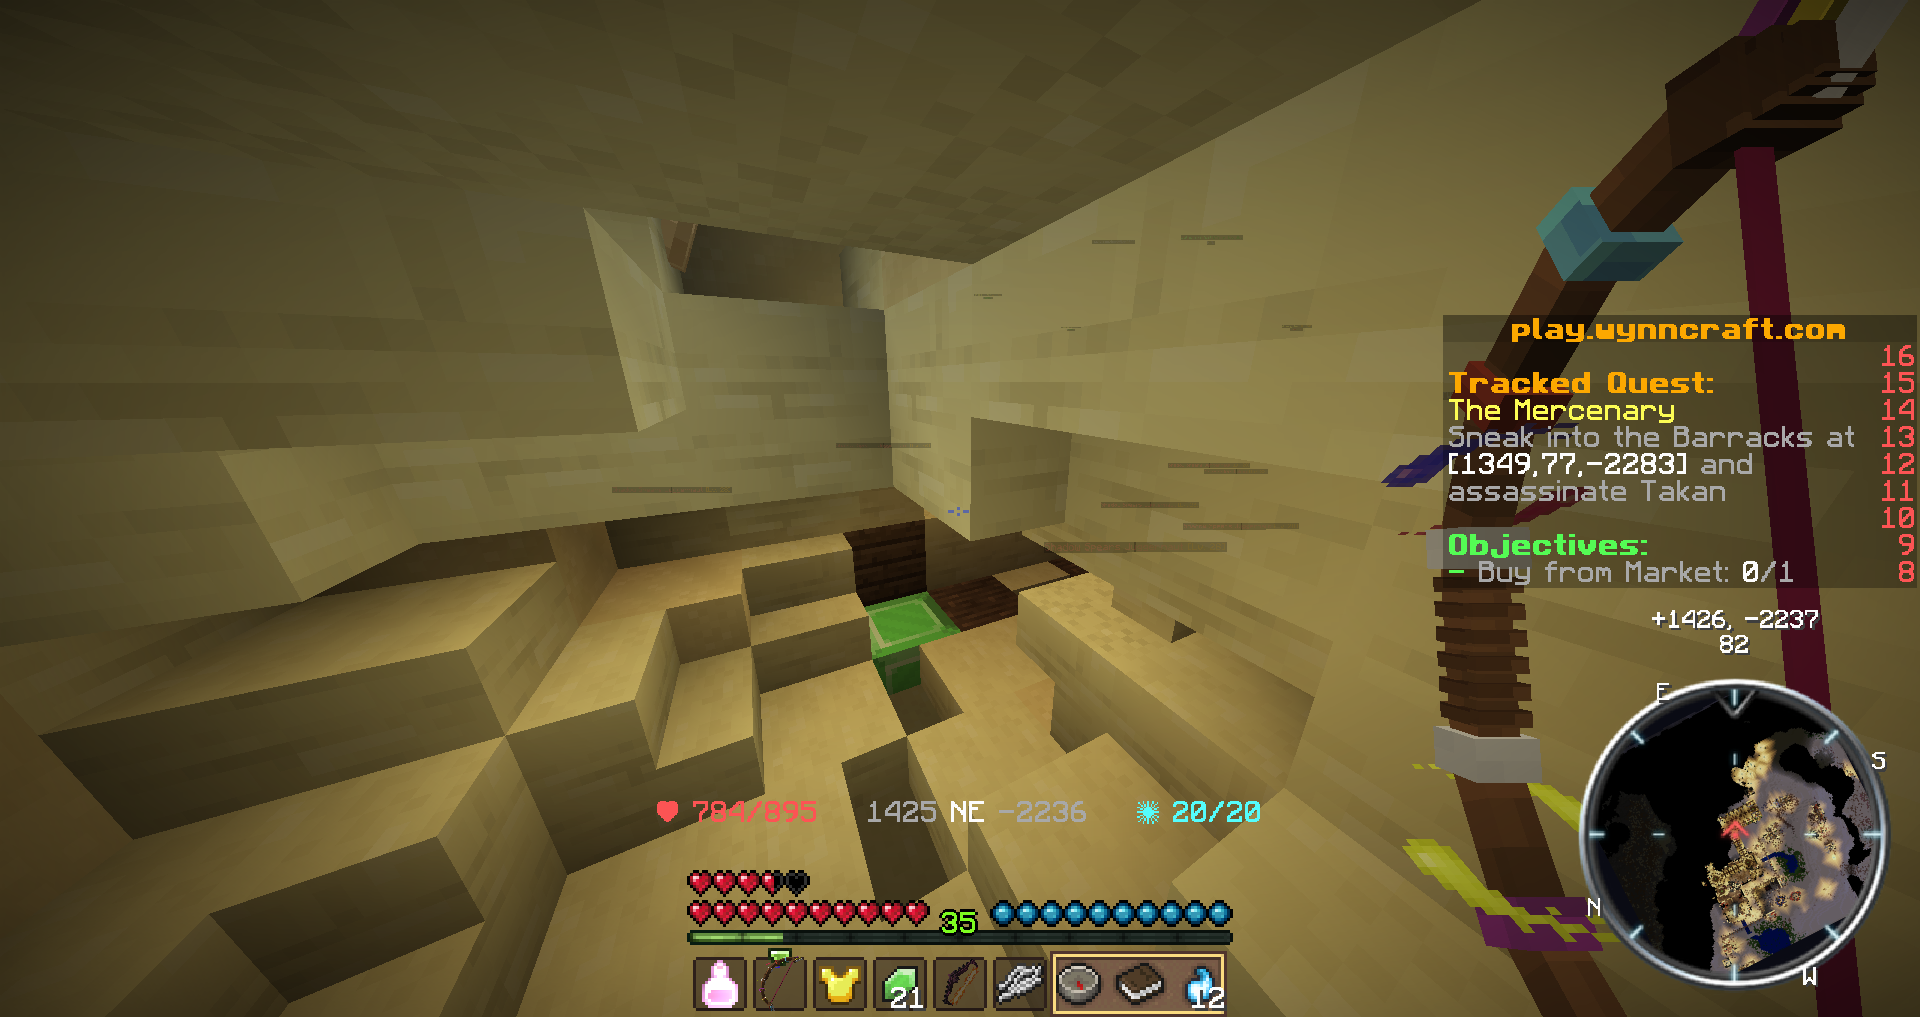 play.wynncraft.com
16
Tracked Quest: 15
The Mercenary 14
Sneak into the Barracks at 13
[1349,77,-2283] and 12
assassinate Takan 11
10
Objectives: 9
- Buy from Market: 0/1 8
+1426, -2237
82
E
S
N
W
784/895 1425 NE -2236 20/20
35
21
12